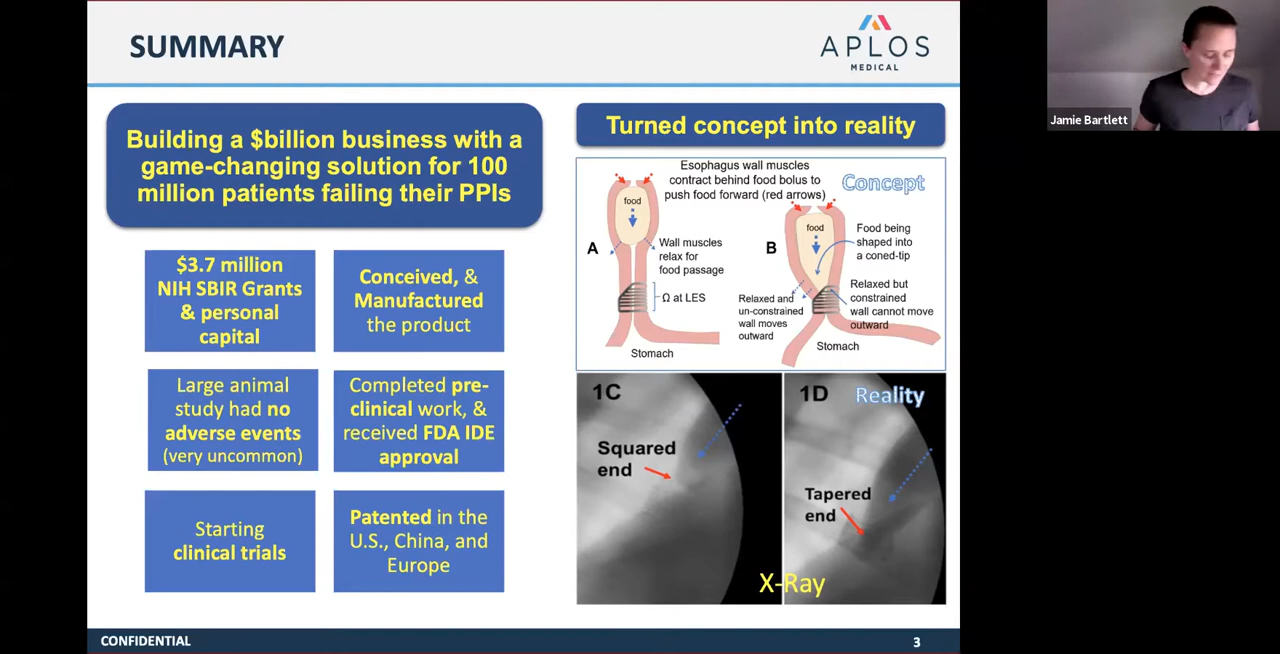 SUMMARY
APLOS
MEDICAL
Jamie Bartlett
Building a $billion business with a
game-changing solution for 100
million patients failing their PPIs
$3.7 million
NIH SBIR Grants
& personal
capital
Conceived, &
Manufactured
the product
Large animal
study had no
adverse events
(very uncommon)
Completed pre-
clinical work, &
received FDA IDE
approval
Starting
clinical trials
Patented in the
U.S., China, and
Europe
Turned concept into reality
Esophagus wall muscles
contract behind food bolus to
push food forward (red arrows)
Concept
food
A
Wall muscles
relax for
food passage
Ω at LES
Stomach
B
food
Food being
shaped into
a coned-tip
Relaxed and
un-constrained
wall moves
outward
Relaxed but
constrained
wall cannot move
outward
Stomach
1C
Squared
end
1D
Reality
Tapered
end
X-Ray
CONFIDENTIAL
3